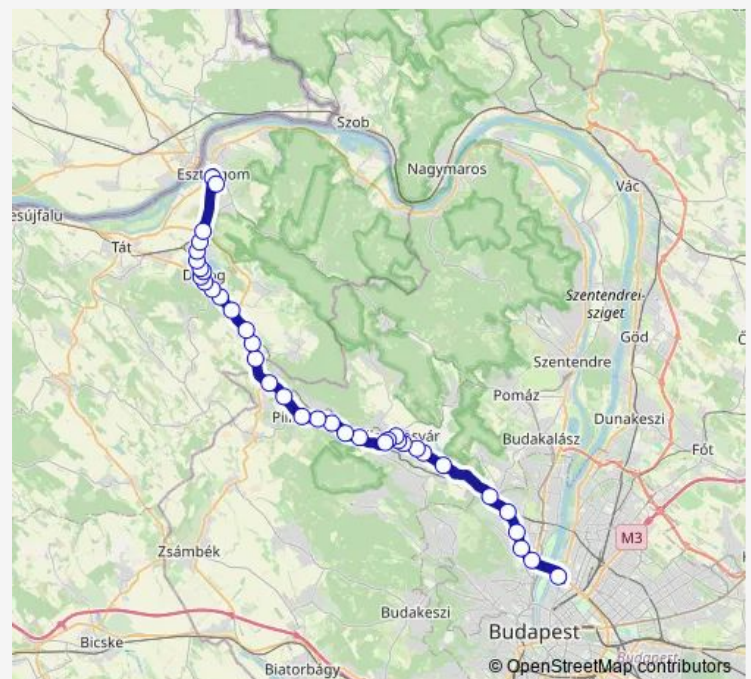 Szob
Esztergom
Nagymaros
Vác
Tát
Szentendrei-
sziget
Göd
Szentendre
Pomáz
Dunakeszi
Budakalász
Fót
M3
Zsámbék
Budakeszi
Budapest
Bicske
Biatorbágy
© OpenStreetMap contributors